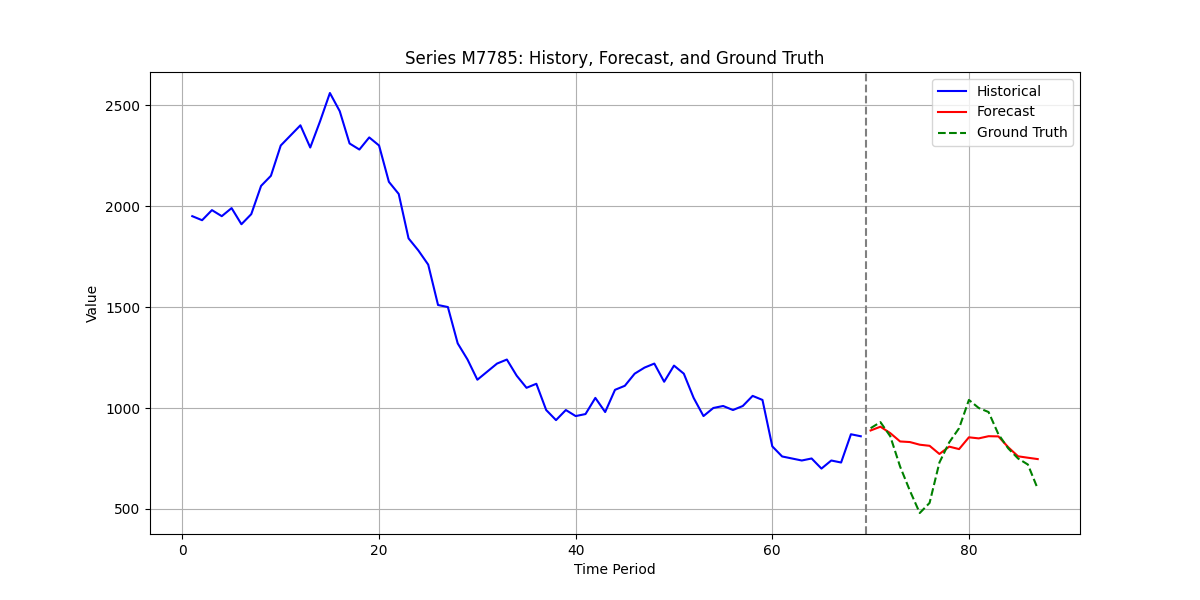 Series M7785: History, Forecast, and Ground Truth
Historical
Forecast
Ground Truth
Value
2500
2000
1500
1000
500
0 20 40 60 80
Time Period